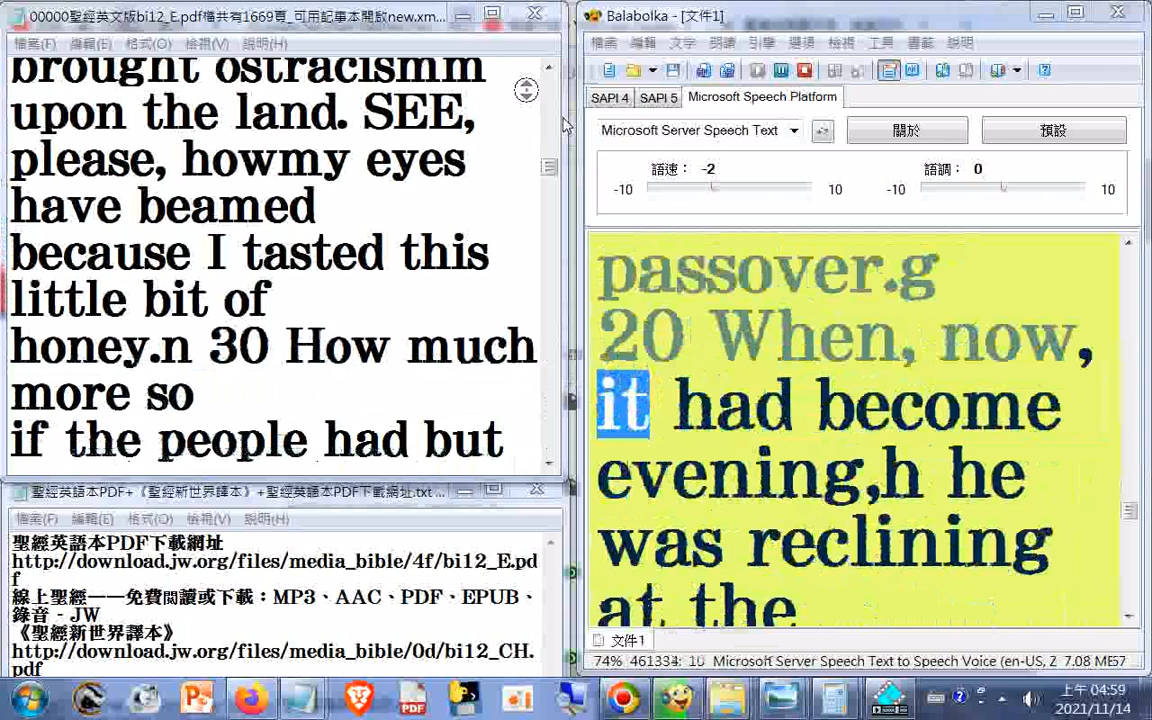 00000聖經英文版bi12_E.pdf檔共有1669頁_可用記事本開啟new.xm...
檔案(F) 編輯(E) 格式(O) 檢視(V) 說明(H)
brought ostracismm
upon the land. SEE,
please, howmy eyes
have beamed
because I tasted this
little bit of
honey.n 30 How much
more so
if the people had but
聖經英語本PDF+《聖經新世界譯本》+聖經英語本PDF下載網址.txt ...
檔案(F) 編輯(E) 格式(O) 檢視(V) 說明(H)
聖經英語本PDF下載網址
http://download.jw.org/files/media_bible/4f/bi12_E.pd
f
線上聖經——免費閱讀或下載：MP3、AAC、PDF、EPUB、
錄音 - JW
《聖經新世界譯本》
http://download.jw.org/files/media_bible/0d/bi12_CH.
pdf
Balabolka - [文件1]
檔案 編輯 文字 朗讀 引擎 選項 檢視 工具 書籤 說明
SAPI 4 SAPI 5 Microsoft Speech Platform
Microsoft Server Speech Text 關於 預設
語速： -2 語調： 0
-10 10 -10 10
passover.g
20 When, now,
it had become
evening,h he
was reclining
at the
文件1
74% 461334: 10 Microsoft Server Speech Text to Speech Voice (en-US, Z 7.08 ME57
PDF
上午 04:59
2021/11/14